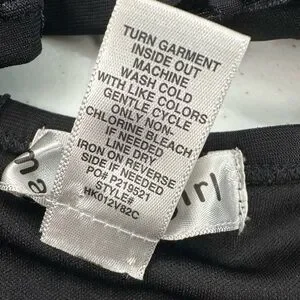 TURN GARMENT
INSIDE OUT
MACHINE
WASH COLD
WITH LIKE COLORS
GENTLE CYCLE
ONLY NON-
CHLORINE BLEACH
IF NEEDED
LINE DRY
IRON ON REVERSE
SIDE IF NEEDED
PO# P219521
STYLE#
HK012V82C